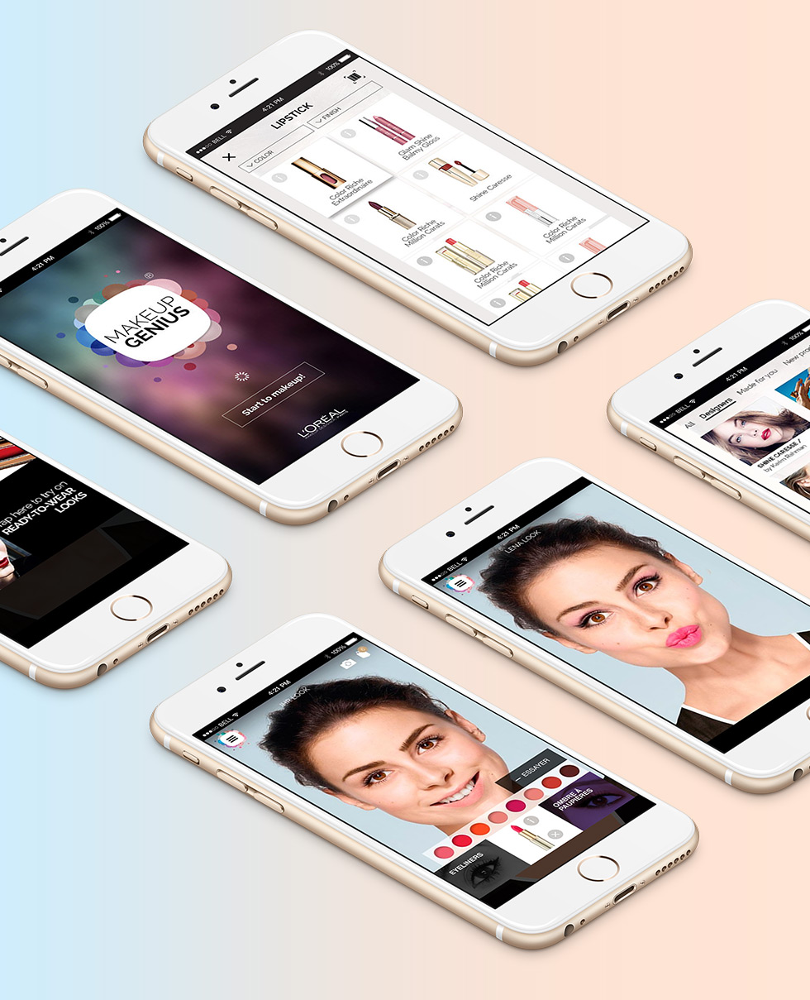 BELL
4:21 PM
100%
LIPSTICK
COLOR
FINISH
Color Riche
Extraordinaire
Glam Shine
Balmy Gloss
Color Riche
Million Carats
Shine Caresse
Color Riche
Million Carats
Color Riche
Million Carats
4:21 PM
100%
MAKEUP
GENIUS
®
Start to makeup!
L'ORÉAL
ap here to try on
READY-TO-WEAR
LOOKS
BELL
4:21 PM
100%
All
Designers
Made for you
New pro
SHINE CARESSE /
by Karim Rahman
BELL
4:21 PM
LENA LOOK
BELL
4:21 PM
100%
IHR LOOK
ESSAYER
OMBRE À
PAUPIÈRES
EYELINERS